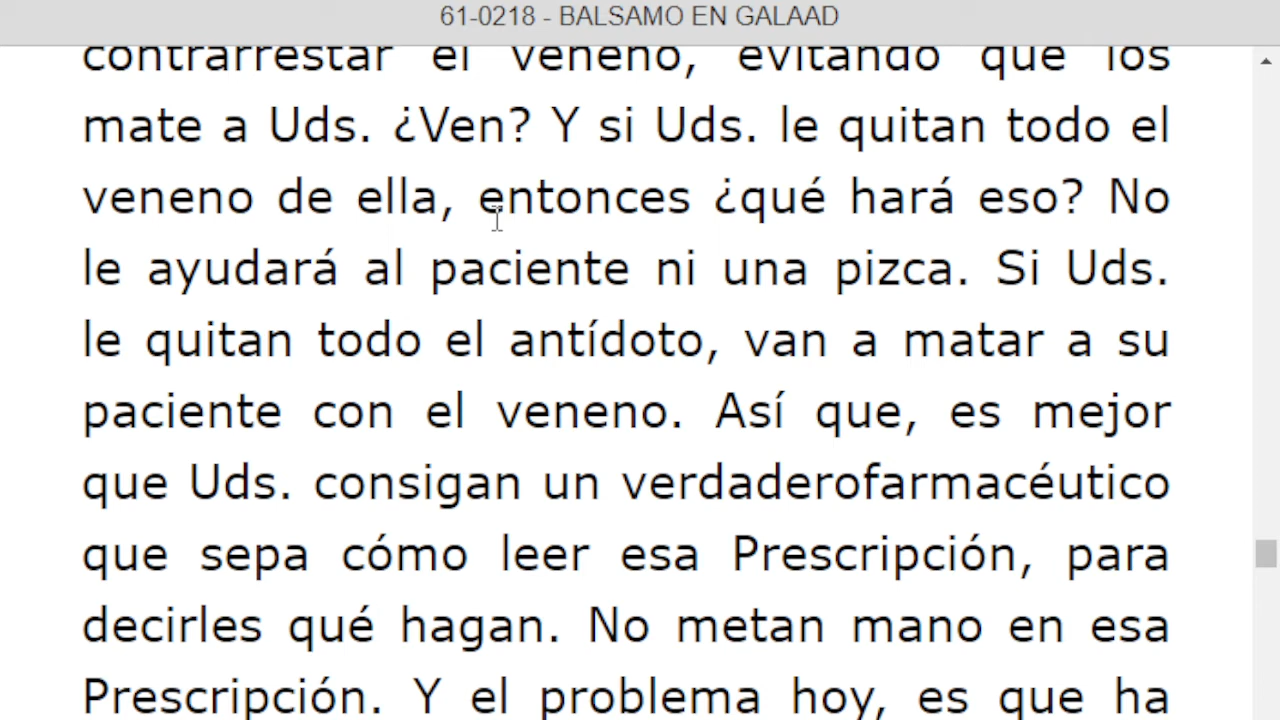 61-0218 - BALSAMO EN GALAAD
contrarrestar el veneno, evitando que los
mate a Uds. ¿Ven? Y si Uds. le quitan todo el
veneno de ella, entonces ¿qué hará eso? No
le ayudará al paciente ni una pizca. Si Uds.
le quitan todo el antídoto, van a matar a su
paciente con el veneno. Así que, es mejor
que Uds. consigan un verdaderofarmacéutico
que sepa cómo leer esa Prescripción, para
decirles qué hagan. No metan mano en esa
Prescripción. Y el problema hoy, es que ha